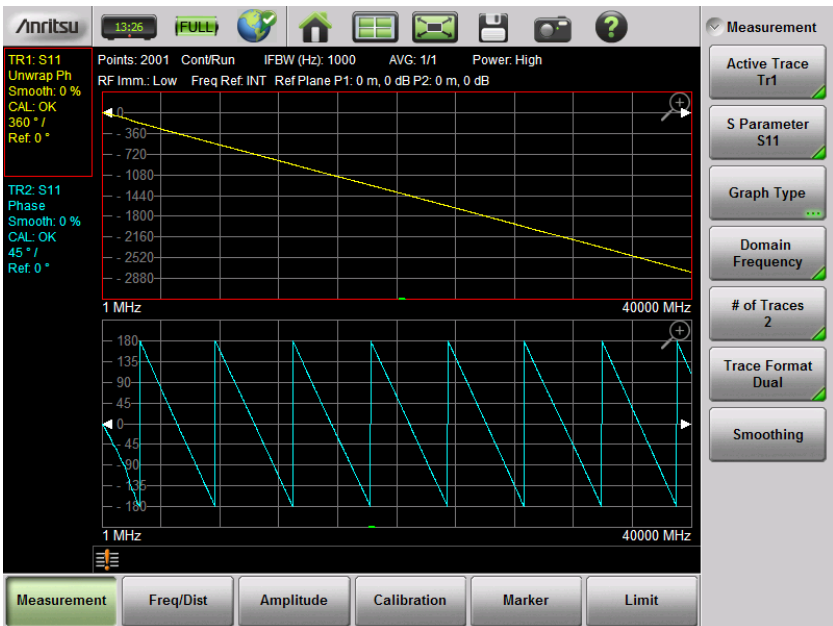 Anritsu
13:26
FULL
?
Measurement
TR1: S11
Unwrap Ph
Smooth: 0 %
CAL: OK
360 ° /
Ref: 0 °
TR2: S11
Phase
Smooth: 0 %
CAL: OK
45 ° /
Ref: 0 °
Points: 2001 Cont/Run IFBW (Hz): 1000 AVG: 1/1 Power: High
RF Imm.: Low Freq Ref: INT Ref Plane P1: 0 m, 0 dB P2: 0 m, 0 dB
0
- 360
- 720
- 1080
- 1440
- 1800
- 2160
- 2520
- 2880
1 MHz 40000 MHz
180
135
90
45
0
- 45
- 90
- 135
- 180
1 MHz 40000 MHz
Active Trace
Tr1
S Parameter
S11
Graph Type
Domain
Frequency
# of Traces
2
Trace Format
Dual
Smoothing
Measurement Freq/Dist Amplitude Calibration Marker Limit